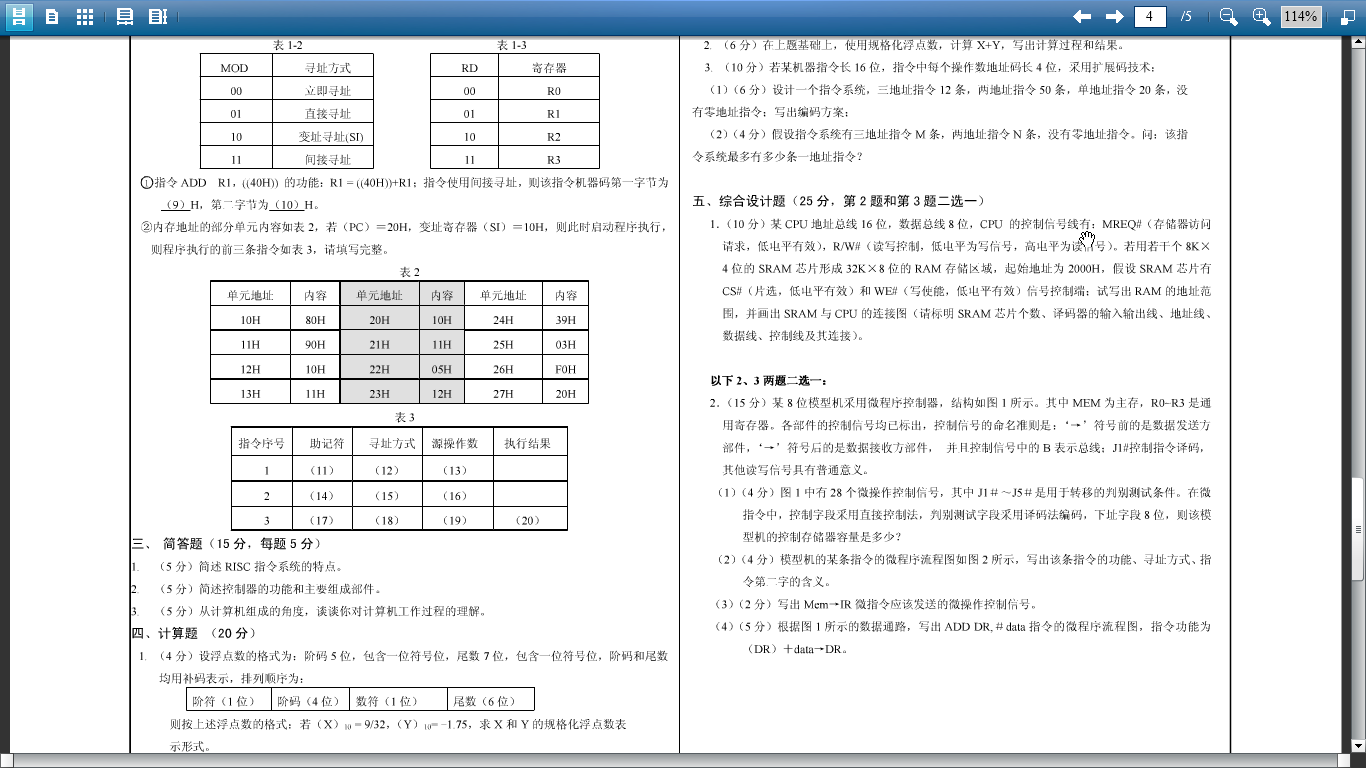 4 /5 114%
表 1-2
MOD 寻址方式
00 立即寻址
01 直接寻址
10 变址寻址(SI)
11 间接寻址
表 1-3
RD 寄存器
00 R0
01 R1
10 R2
11 R3
①指令 ADD R1，((40H)) 的功能：R1 = ((40H))+R1；指令使用间接寻址，则该指令机器码第一字节为
（9）H，第二字节为（10）H。
②内存地址的部分单元内容如表 2，若（PC）＝20H，变址寄存器（SI）＝10H，则此时启动程序执行，
则程序执行的前三条指令如表 3，请填写完整。
表 2
单元地址 内容 单元地址 内容 单元地址 内容
10H 80H 20H 10H 24H 39H
11H 90H 21H 11H 25H 03H
12H 10H 22H 05H 26H F0H
13H 11H 23H 12H 27H 20H
表 3
指令序号 助记符 寻址方式 源操作数 执行结果
1 （11） （12） （13）
2 （14） （15） （16）
3 （17） （18） （19） （20）
三、 简答题（15 分，每题 5 分）
1. （5 分）简述 RISC 指令系统的特点。
2. （5 分）简述控制器的功能和主要组成部件。
3. （5 分）从计算机组成的角度，谈谈你对计算机工作过程的理解。
四、计算题 （20 分）
1. （4 分）设浮点数的格式为：阶码 5 位，包含一位符号位，尾数 7 位，包含一位符号位，阶码和尾数
均用补码表示，排列顺序为：
阶符（1 位） 阶码（4 位） 数符（1 位） 尾数（6 位）
则按上述浮点数的格式：若（X）10 = 9/32，（Y）10= −1.75，求 X 和 Y 的规格化浮点数表
示形式。
2. （6 分）在上题基础上，使用规格化浮点数，计算 X+Y，写出计算过程和结果。
3. （10 分）若某机器指令长 16 位，指令中每个操作数地址码长 4 位，采用扩展码技术：
（1）（6 分）设计一个指令系统，三地址指令 12 条，两地址指令 50 条，单地址指令 20 条，没
有零地址指令；写出编码方案；
（2）（4 分）假设指令系统有三地址指令 M 条，两地址指令 N 条，没有零地址指令。问：该指
令系统最多有多少条一地址指令？
五、综合设计题（25 分，第 2 题和第 3 题二选一）
1.（10 分）某 CPU 地址总线 16 位，数据总线 8 位，CPU 的控制信号线有：MREQ#（存储器访问
请求，低电平有效），R/W#（读写控制，低电平为写信号，高电平为读信号）。若用若干个 8K×
4 位的 SRAM 芯片形成 32K×8 位的 RAM 存储区域，起始地址为 2000H，假设 SRAM 芯片有
CS#（片选，低电平有效）和 WE#（写使能，低电平有效）信号控制端；试写出 RAM 的地址范
围，并画出 SRAM 与 CPU 的连接图（请标明 SRAM 芯片个数、译码器的输入输出线、地址线、
数据线、控制线及其连接）。
以下 2、3 两题二选一：
2.（15 分）某 8 位模型机采用微程序控制器，结构如图 1 所示。其中 MEM 为主存，R0~R3 是通
用寄存器。各部件的控制信号均已标出，控制信号的命名准则是：‘→’符号前的是数据发送方
部件，‘→’符号后的是数据接收方部件， 并且控制信号中的 B 表示总线；J1#控制指令译码，
其他读写信号具有普通意义。
（1）（4 分）图 1 中有 28 个微操作控制信号，其中 J1＃～J5＃是用于转移的判别测试条件。在微
指令中，控制字段采用直接控制法，判别测试字段采用译码法编码，下址字段 8 位，则该模
型机的控制存储器容量是多少？
（2）（4 分）模型机的某条指令的微程序流程图如图 2 所示，写出该条指令的功能、寻址方式、指
令第二字的含义。
（3）（2 分）写出 Mem→IR 微指令应该发送的微操作控制信号。
（4）（5 分）根据图 1 所示的数据通路，写出 ADD DR,＃data 指令的微程序流程图，指令功能为
（DR）＋data→DR。